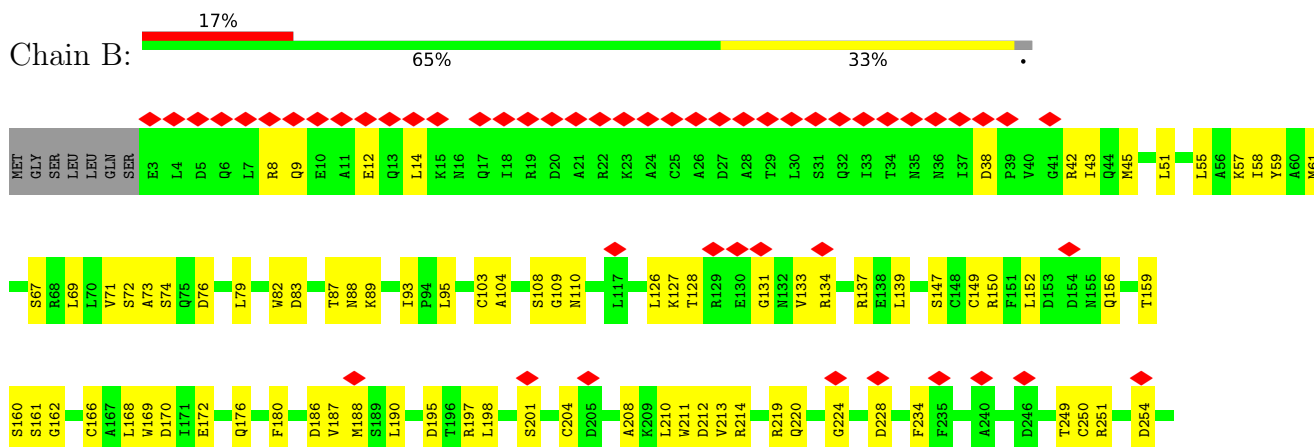 17%
Chain B:
65% 33% •
MET GLY SER LEU LEU GLN SER E3 L4 D5 Q6 L7 R8 Q9 E10 A11 E12 Q13 L14 K15 N16 Q17 I18 R19 D20 A21 R22 K23 A24 C25 A26 D27 A28 T29 L30 S31 Q32 I33 T34 N35 N36 I37 D38 P39 V40 G41 R42 I43 Q44 M45 L51 L55 A56 K57 I58 Y59 A60 M61
S67 R68 L69 L70 V71 S72 A73 S74 Q75 D76 L79 W82 D83 T87 N88 K89 I93 P94 L95 C103 A104 S108 G109 N110 L117 L126 K127 T128 R129 E130 G131 N132 V133 R134 R137 E138 L139 S147 C148 C149 R150 F151 L152 D153 D154 N155 Q156 T159
S160 S161 G162 C166 A167 L168 W169 D170 I171 E172 Q176 F180 D186 V187 M188 S189 L190 D195 T196 R197 L198 S201 C204 D205 A208 K209 L210 W211 D212 V213 R214 R219 Q220 G224 D228 F234 F235 A240 D246 T249 C250 R251 D254